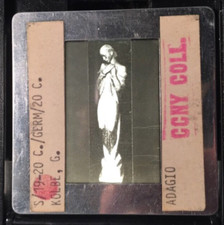 S/19-20 C./GERM/20 C.
KOLBE, G.
ADAGIO
CCNY COLL.